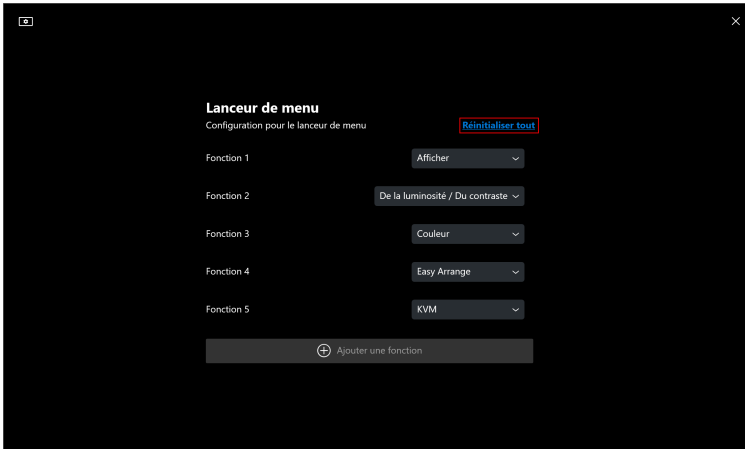 Lanceur de menu
Configuration pour le lanceur de menu Réinitialiser tout
Fonction 1 Afficher
Fonction 2 De la luminosité / Du contraste
Fonction 3 Couleur
Fonction 4 Easy Arrange
Fonction 5 KVM
Ajouter une fonction